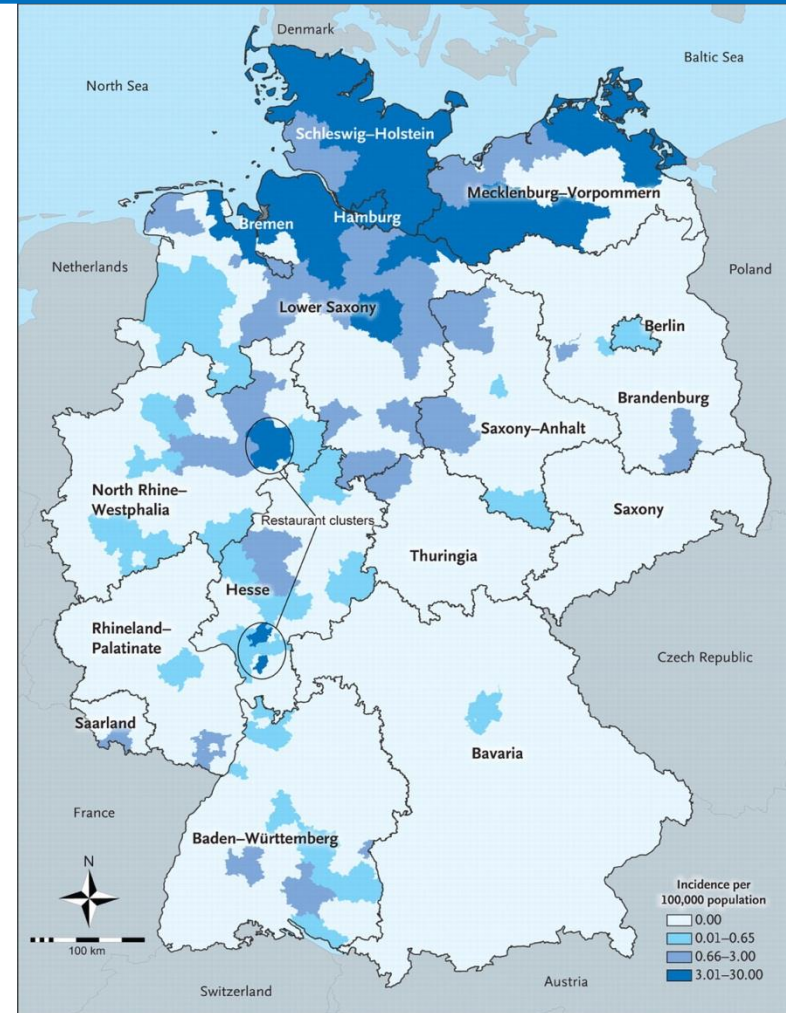 Denmark
Baltic Sea
North Sea
Schleswig–Holstein
Mecklenburg–Vorpommern
Hamburg
Bremen
Netherlands
Poland
Lower Saxony
Berlin
Brandenburg
Saxony–Anhalt
North Rhine–
Westphalia
Restaurant clusters
Saxony
Thuringia
Hesse
Rhineland–
Palatinate
Czech Republic
Saarland
Bavaria
France
Baden–Württemberg
N
100 km
Switzerland
Austria
Incidence per
100,000 population
0.00
0.01–0.65
0.66–3.00
3.01–30.00